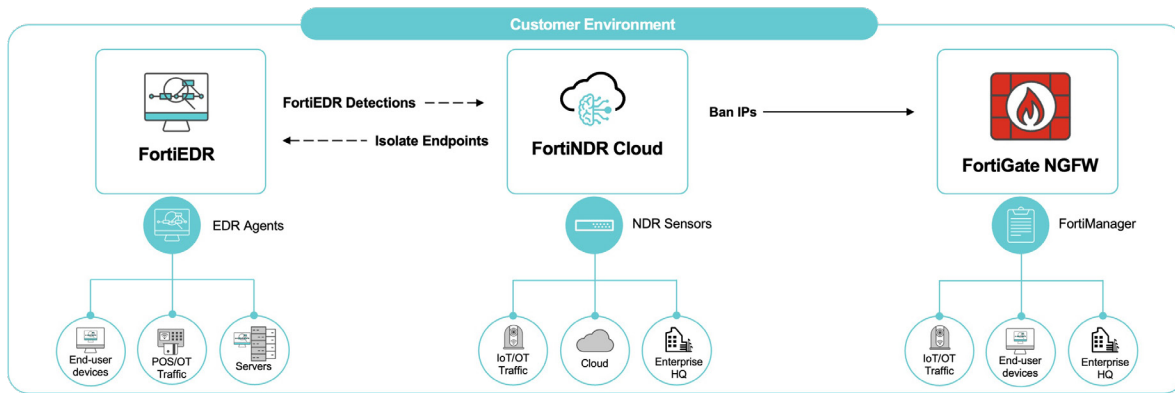 Customer Environment
FortiEDR Detections
Isolate Endpoints
Ban IPs
FortiEDR
FortiNDR Cloud
FortiGate NGFW
EDR Agents
NDR Sensors
FortiManager
End-user
devices
POS/OT
Traffic
Servers
IoT/OT
Traffic
Cloud
Enterprise
HQ
IoT/OT
Traffic
End-user
devices
Enterprise
HQ